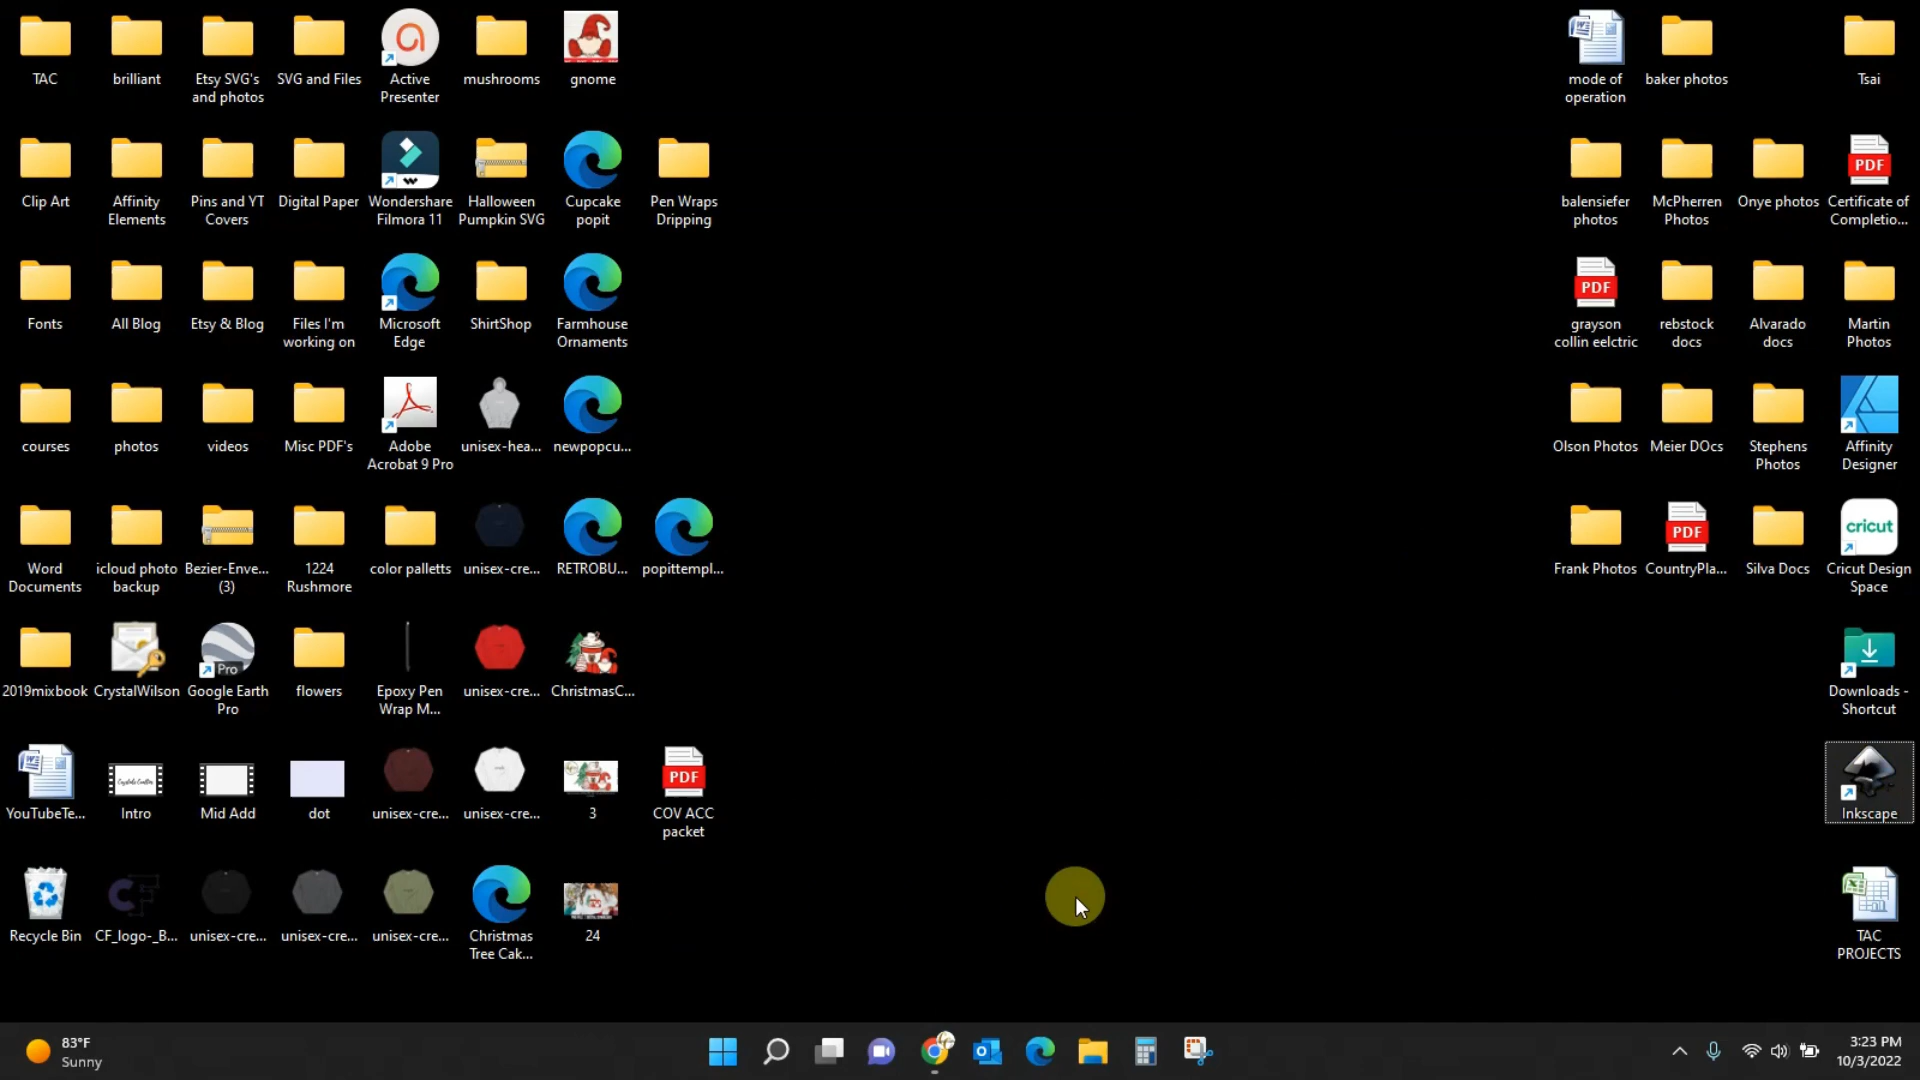 TAC
brilliant
Etsy SVG's
and photos
SVG and Files
Active
Presenter
mushrooms
gnome
mode of
operation
baker photos
Tsai
Clip Art
Affinity
Elements
Pins and YT
Covers
Digital Paper
Wondershare
Filmora 11
Halloween
Pumpkin SVG
Cupcake
popit
Pen Wraps
Dripping
balensiefer
photos
McPherren
Photos
Onye photos
PDF
Certificate of
Completio...
Fonts
All Blog
Etsy & Blog
Files I'm
working on
Microsoft
Edge
ShirtShop
Farmhouse
Ornaments
PDF
grayson
collin eelctric
rebstock
docs
Alvarado
docs
Martin
Photos
courses
photos
videos
Misc PDF's
Adobe
Acrobat 9 Pro
unisex-hea...
newpopcu...
Olson Photos
Meier DOcs
Stephens
Photos
Affinity
Designer
Word
Documents
icloud photo
backup
Bezier-Enve...
(3)
1224
Rushmore
color palletts
unisex-cre...
RETROBU...
popittempl...
Frank Photos
PDF
CountryPla...
Silva Docs
cricut
Cricut Design
Space
2019mixbook
CrystalWilson
Pro
Google Earth
Pro
flowers
Epoxy Pen
Wrap M...
unisex-cre...
ChristmasC...
Downloads -
Shortcut
YouTubeTe...
Intro
Mid Add
dot
unisex-cre...
unisex-cre...
3
PDF
COV ACC
packet
Inkscape
Recycle Bin
CF_logo-_B...
unisex-cre...
unisex-cre...
unisex-cre...
Christmas
Tree Cak...
24
TAC
PROJECTS
83°F
Sunny
3:23 PM
10/3/2022